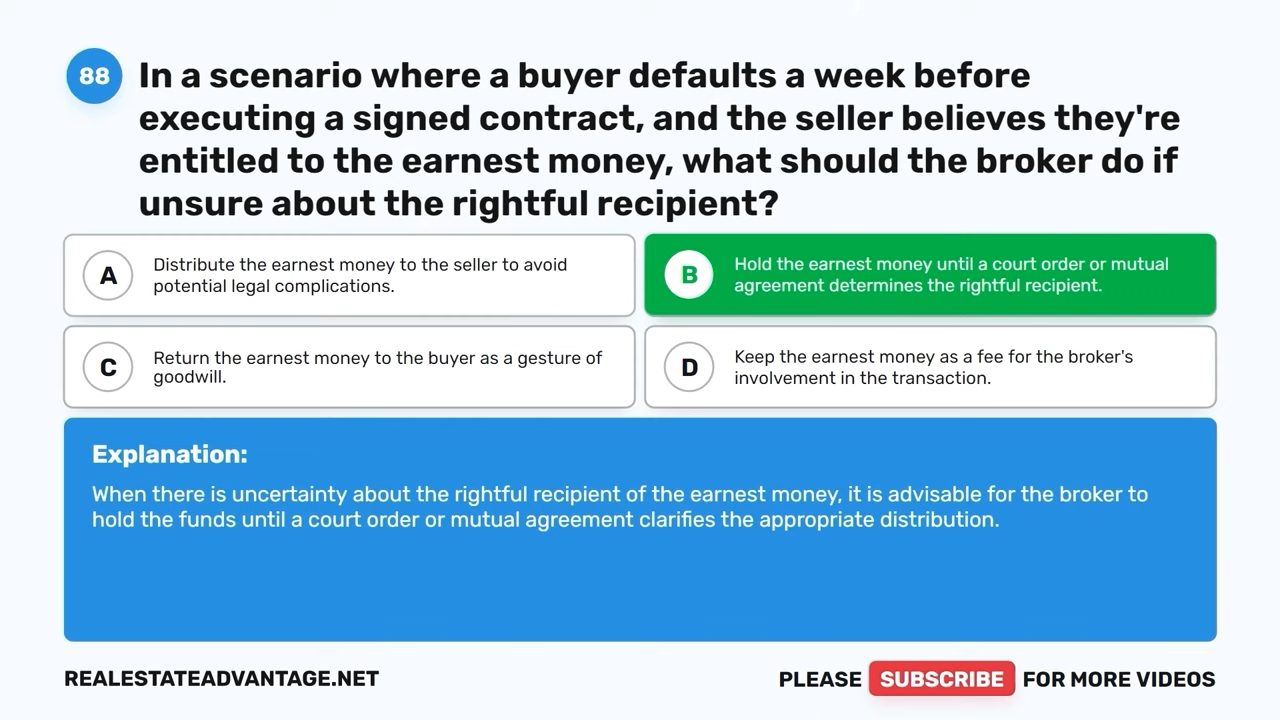 88
In a scenario where a buyer defaults a week before
executing a signed contract, and the seller believes they're
entitled to the earnest money, what should the broker do if
unsure about the rightful recipient?
A
Distribute the earnest money to the seller to avoid
potential legal complications.
B
Hold the earnest money until a court order or mutual
agreement determines the rightful recipient.
C
Return the earnest money to the buyer as a gesture of
goodwill.
D
Keep the earnest money as a fee for the broker's
involvement in the transaction.
Explanation:
When there is uncertainty about the rightful recipient of the earnest money, it is advisable for the broker to
hold the funds until a court order or mutual agreement clarifies the appropriate distribution.
REALESTATEADVANTAGE.NET
PLEASE SUBSCRIBE FOR MORE VIDEOS